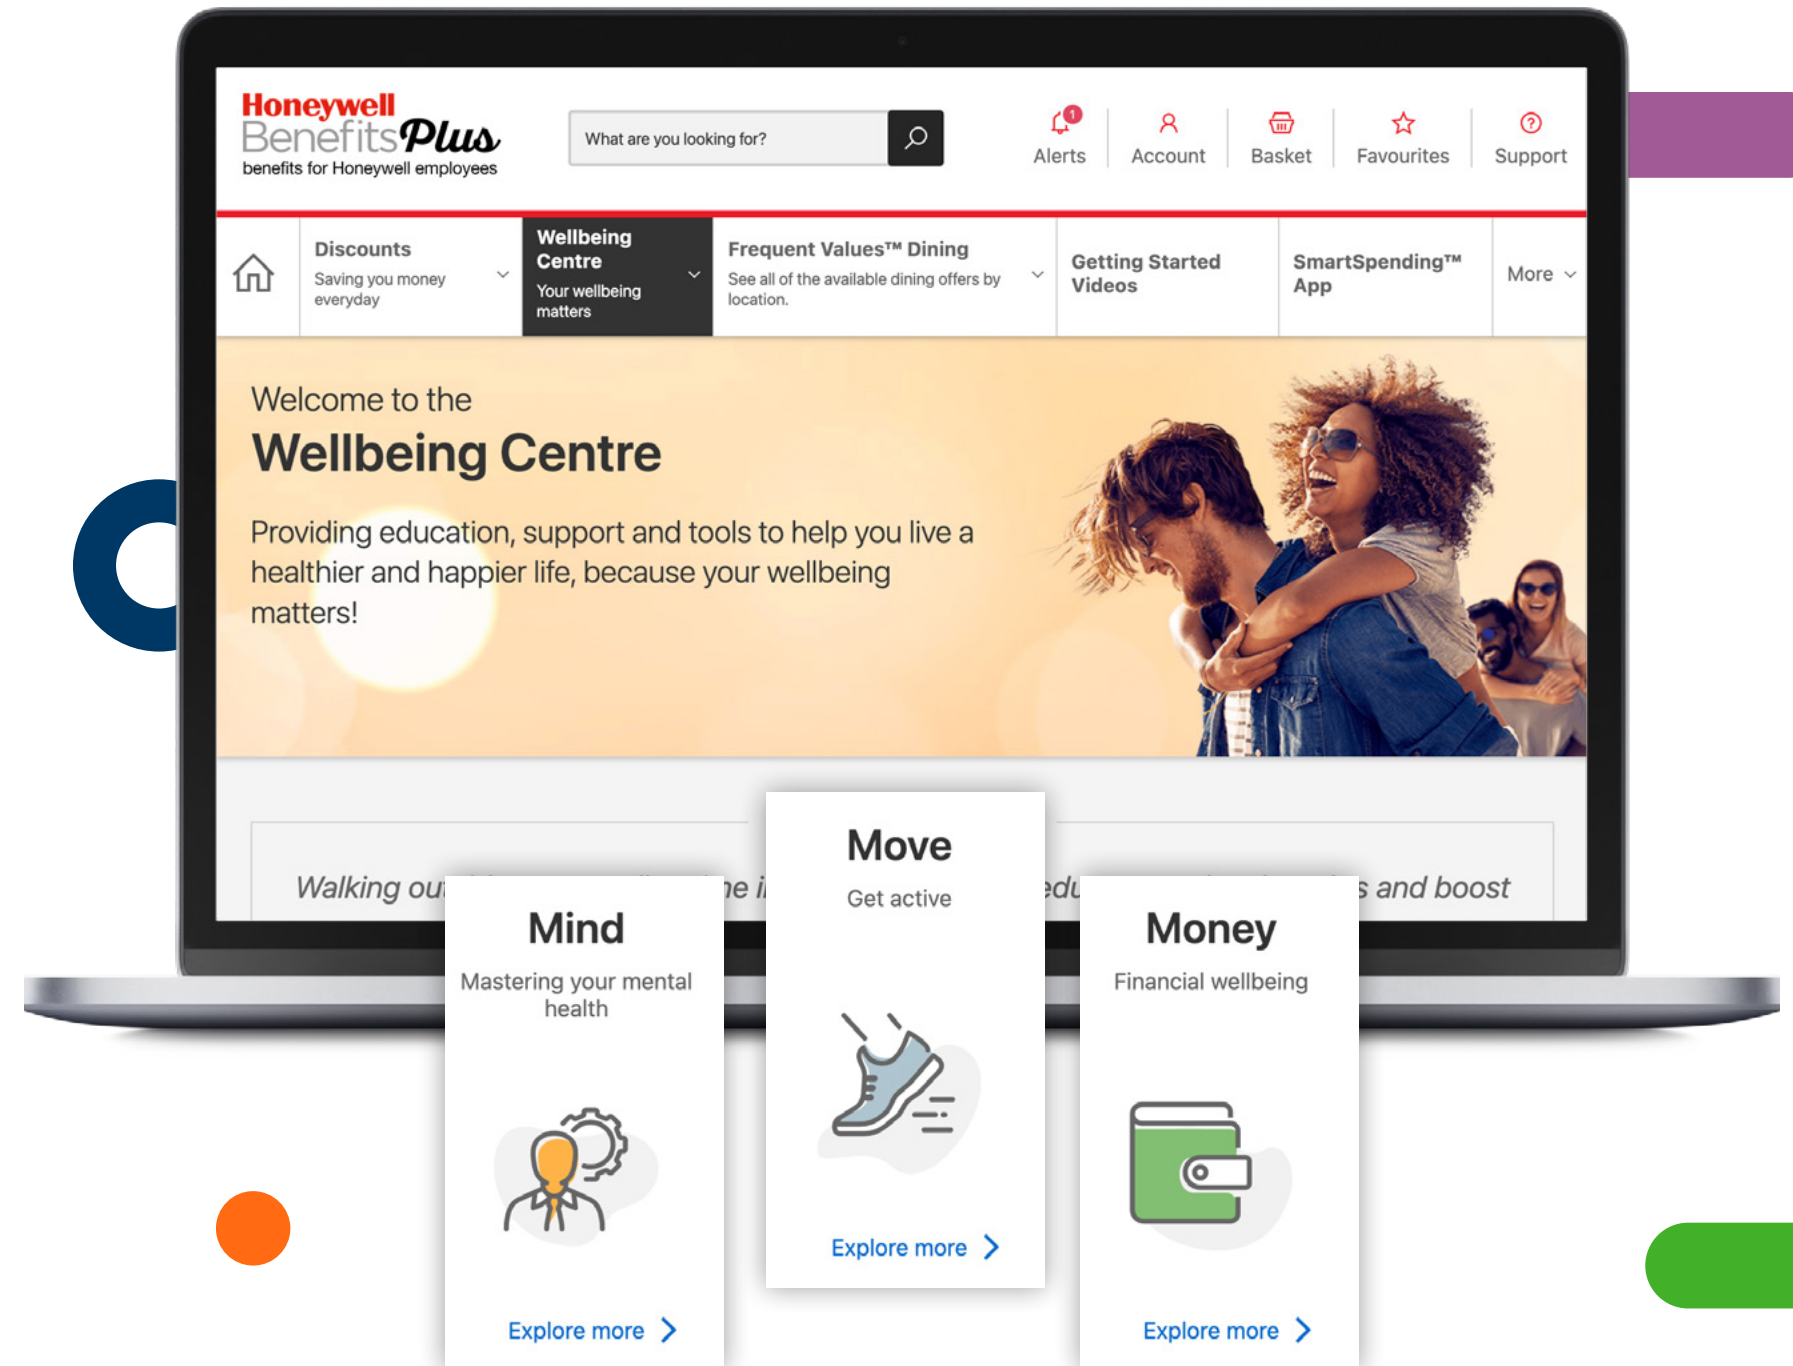 Honeywell
BenefitsPlus
benefits for Honeywell employees
What are you looking for?
1
Alerts
Account
Basket
Favourites
Support
Discounts
Saving you money
everyday
Wellbeing
Centre
Your wellbeing
matters
Frequent Values™ Dining
See all of the available dining offers by
location.
Getting Started
Videos
SmartSpending™
App
More
Welcome to the
Wellbeing Centre
Providing education, support and tools to help you live a
healthier and happier life, because your wellbeing
matters!
Walking and boost
Move
Get active
Explore more
Mind
Mastering your mental
health
Explore more
Money
Financial wellbeing
Explore more